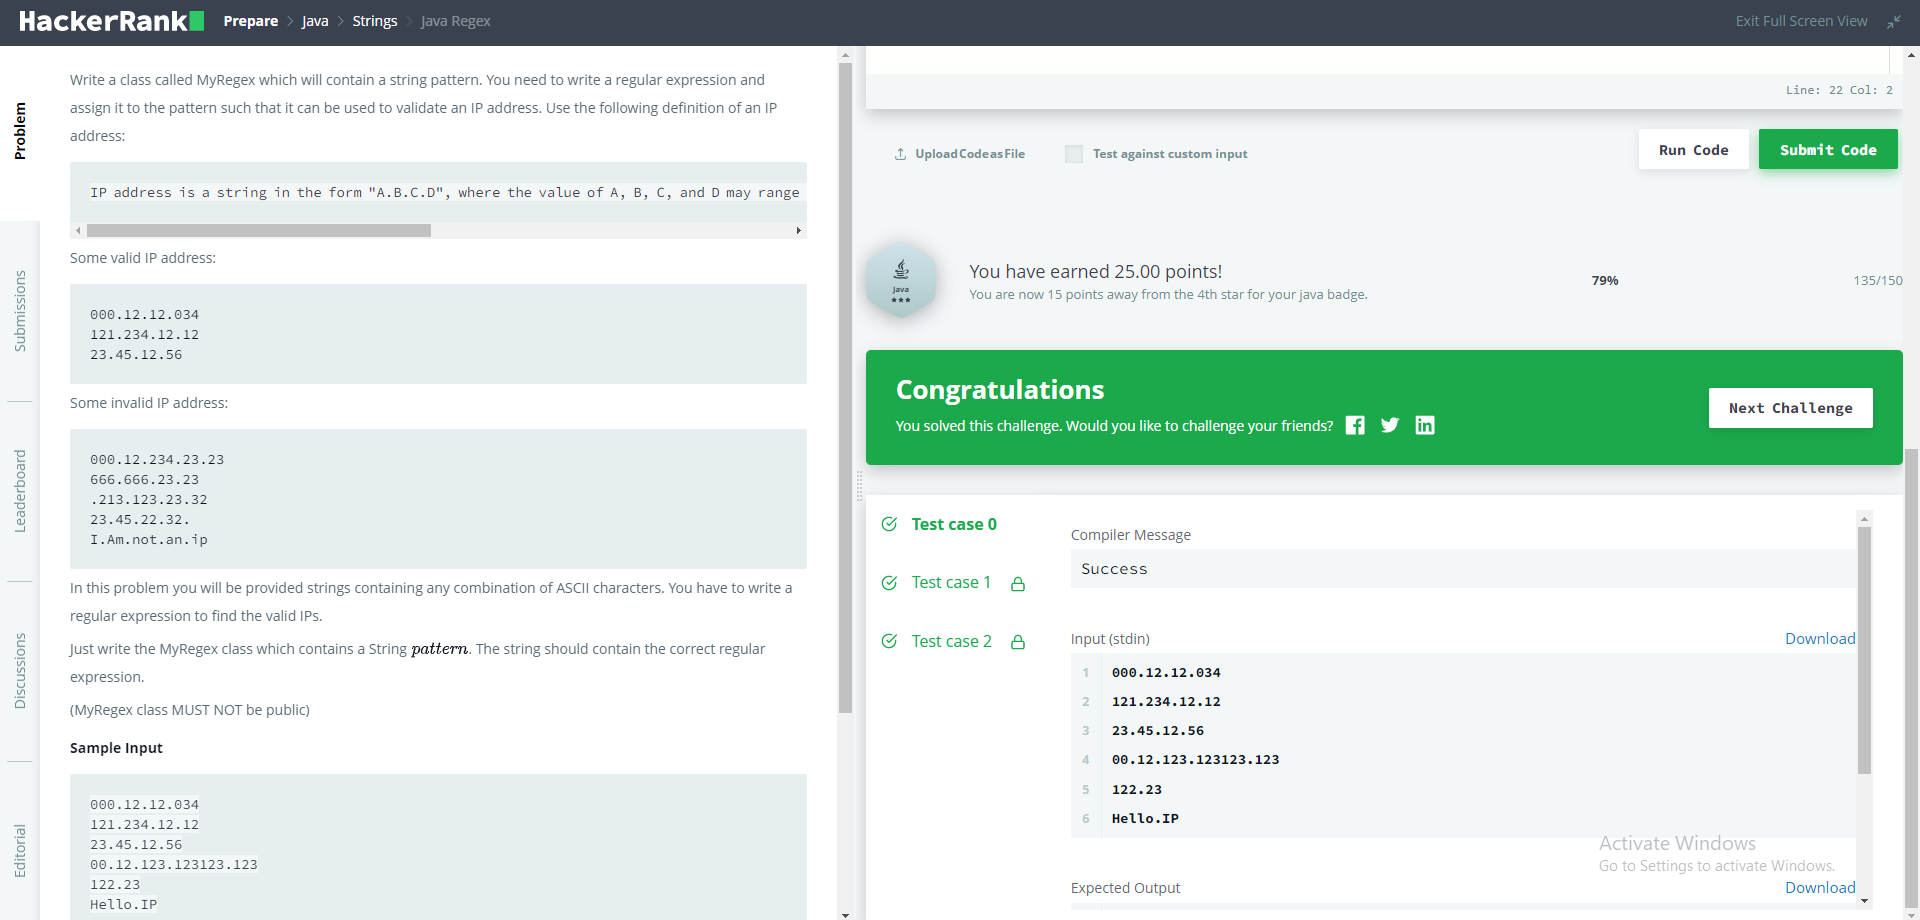 HackerRank
Prepare > Java > Strings > Java Regex
Exit Full Screen View
Problem
Submissions
Leaderboard
Discussions
Editorial
Write a class called MyRegex which will contain a string pattern. You need to write a regular expression and
assign it to the pattern such that it can be used to validate an IP address. Use the following definition of an IP
address:
IP address is a string in the form "A.B.C.D", where the value of A, B, C, and D may range
Some valid IP address:
000.12.12.034
121.234.12.12
23.45.12.56
Some invalid IP address:
000.12.234.23.23
666.666.23.23
.213.123.23.32
23.45.22.32.
I.Am.not.an.ip
In this problem you will be provided strings containing any combination of ASCII characters. You have to write a
regular expression to find the valid IPs.
Just write the MyRegex class which contains a String pattern. The string should contain the correct regular
expression.
(MyRegex class MUST NOT be public)
Sample Input
000.12.12.034
121.234.12.12
23.45.12.56
00.12.123.123123.123
122.23
Hello.IP
Line: 22 Col: 2
Upload Code as File
Test against custom input
Run Code
Submit Code
Java
You have earned 25.00 points!
You are now 15 points away from the 4th star for your java badge.
79%
135/150
Congratulations
You solved this challenge. Would you like to challenge your friends?
Next Challenge
Test case 0
Test case 1
Test case 2
Compiler Message
Success
Input (stdin)
Download
1 000.12.12.034
2 121.234.12.12
3 23.45.12.56
4 00.12.123.123123.123
5 122.23
6 Hello.IP
Activate Windows
Go to Settings to activate Windows.
Expected Output
Download